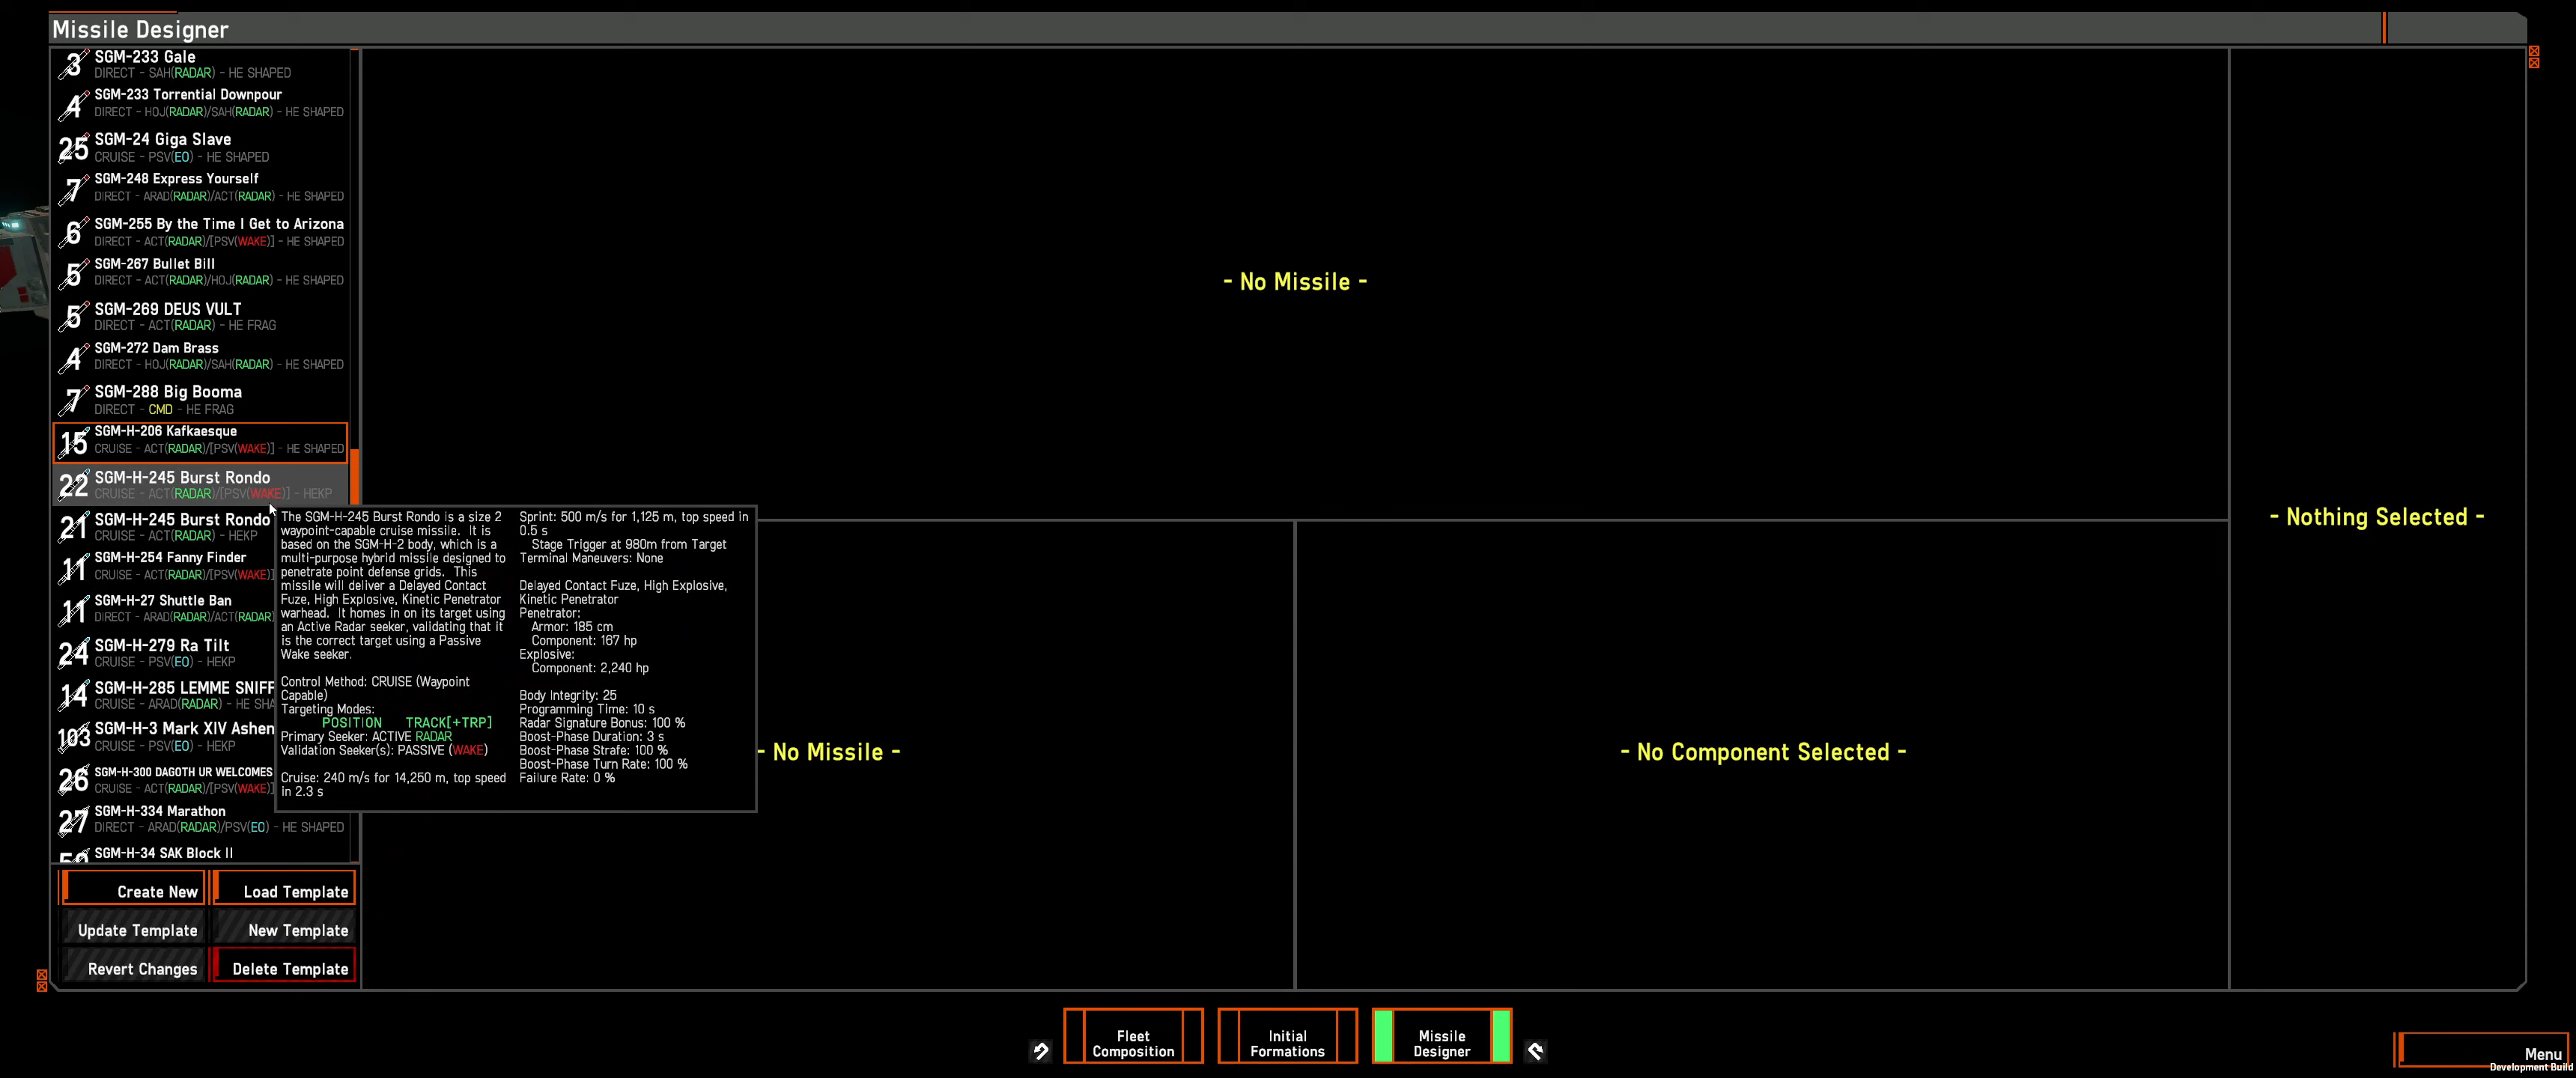 Missile Designer
3
SGM-233 Gale
DIRECT - SAH(RADAR) - HE SHAPED
4
SGM-233 Torrential Downpour
DIRECT - HOJ(RADAR)/SAH(RADAR) - HE SHAPED
25
SGM-24 Giga Slave
CRUISE - PSV(EO) - HE SHAPED
7
SGM-248 Express Yourself
DIRECT - ARAD(RADAR)/ACT(RADAR) - HE SHAPED
6
SGM-255 By the Time I Get to Arizona
DIRECT - ACT(RADAR)/[PSV(WAKE)] - HE SHAPED
5
SGM-267 Bullet Bill
DIRECT - ACT(RADAR)/HOJ(RADAR) - HE SHAPED
5
SGM-269 DEUS VULT
DIRECT - ACT(RADAR) - HE FRAG
4
SGM-272 Dam Brass
DIRECT - HOJ(RADAR)/SAH(RADAR) - HE SHAPED
7
SGM-288 Big Booma
DIRECT - CMD - HE FRAG
15
SGM-H-206 Kafkaesque
CRUISE - ACT(RADAR)/[PSV(WAKE)] - HE SHAPED
22
SGM-H-245 Burst Rondo
CRUISE - ACT(RADAR)/[PSV(WAKE)] - HEKP
21
SGM-H-245 Burst Rondo
CRUISE - ACT(RADAR) - HEKP
11
SGM-H-254 Fanny Finder
CRUISE - ACT(RADAR)/[PSV(WAKE)]
11
SGM-H-27 Shuttle Ban
DIRECT - ARAD(RADAR)/ACT(RADAR)
24
SGM-H-279 Ra Tilt
CRUISE - PSV(EO) - HEKP
14
SGM-H-285 LEMME SNIFF
CRUISE - ARAD(RADAR) - HE SHA
103
SGM-H-3 Mark XIV Ashen
CRUISE - PSV(EO) - HEKP
26
SGM-H-300 DAGOTH UR WELCOMES
CRUISE - ACT(RADAR)/[PSV(WAKE)]
27
SGM-H-334 Marathon
DIRECT - ARAD(RADAR)/PSV(EO) - HE SHAPED
SGM-H-34 SAK Block II
The SGM-H-245 Burst Rondo is a size 2
waypoint-capable cruise missile. It is
based on the SGM-H-2 body, which is a
multi-purpose hybrid missile designed to
penetrate point defense grids. This
missile will deliver a Delayed Contact
Fuze, High Explosive, Kinetic Penetrator
warhead. It homes in on its target using
an Active Radar seeker, validating that it
is the correct target using a Passive
Wake seeker.
Control Method: CRUISE (Waypoint
Capable)
Targeting Modes:
POSITION TRACK[+TRP]
Primary Seeker: ACTIVE RADAR
Validation Seeker(s): PASSIVE (WAKE)
Cruise: 240 m/s for 14,250 m, top speed
in 2.3 s
Sprint: 500 m/s for 1,125 m, top speed in
0.5 s
Stage Trigger at 980m from Target
Terminal Maneuvers: None
Delayed Contact Fuze, High Explosive,
Kinetic Penetrator
Penetrator:
Armor: 185 cm
Component: 167 hp
Explosive:
Component: 2,240 hp
Body Integrity: 25
Programming Time: 10 s
Radar Signature Bonus: 100 %
Boost-Phase Duration: 3 s
Boost-Phase Strafe: 100 %
Boost-Phase Turn Rate: 100 %
Failure Rate: 0 %
- No Missile -
- Nothing Selected -
- No Missile -
- No Component Selected -
Create New
Load Template
Update Template
New Template
Revert Changes
Delete Template
Fleet
Composition
Initial
Formations
Missile
Designer
Menu
Development Build